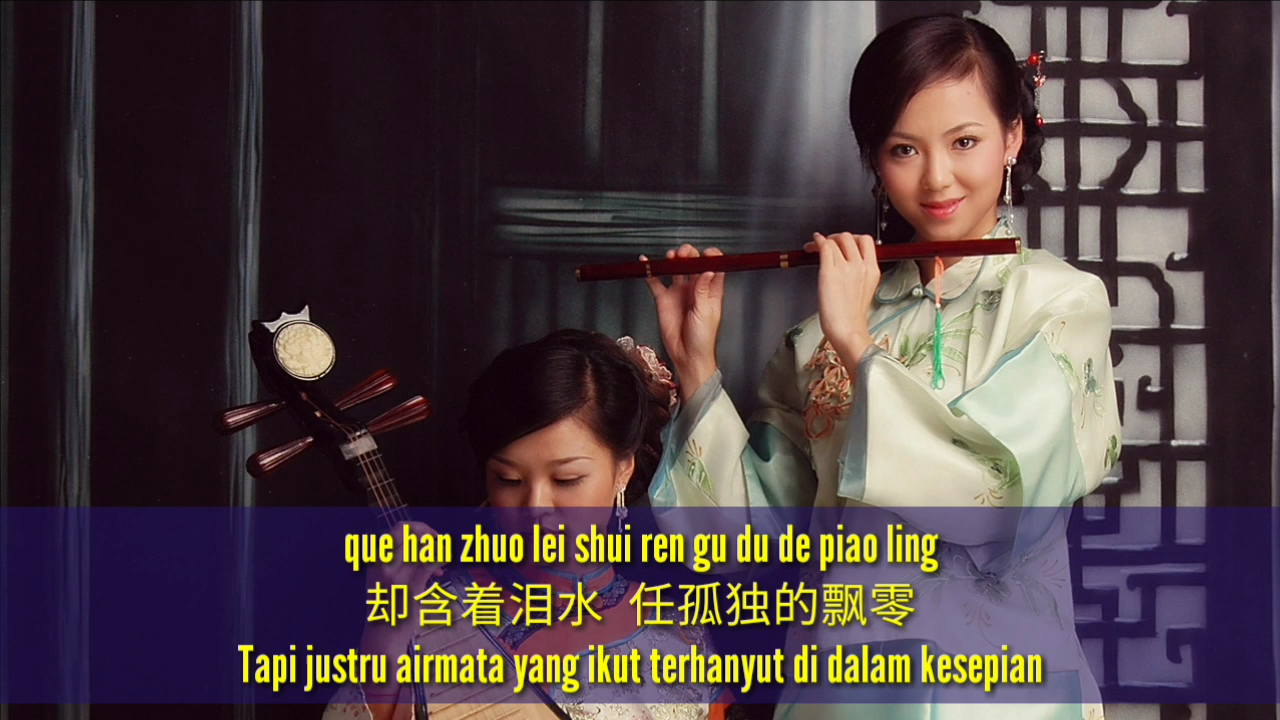 que han zhuo lei shui ren gu du de piao ling
却含着泪水 任孤独的飘零
Tapi justru airmata yang ikut terhanyut di dalam kesepian